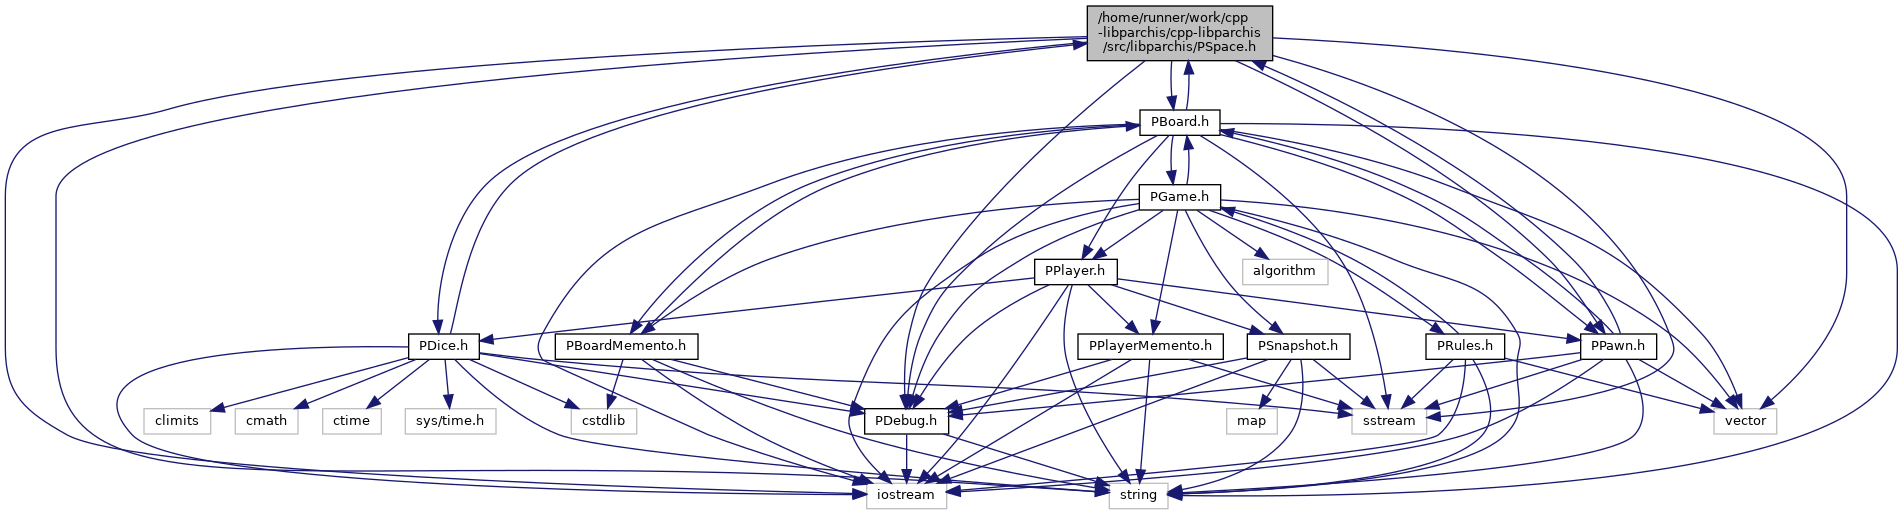 /home/runner/work/cpp
-libparchis/cpp-libparchis
/src/libparchis/PSpace.h
PBoard.h
PGame.h
PPlayer.h
algorithm
PDice.h
PBoardMemento.h
PPlayerMemento.h
PSnapshot.h
PRules.h
PPawn.h
climits
cmath
ctime
sys/time.h
cstdlib
PDebug.h
map
sstream
vector
iostream
string